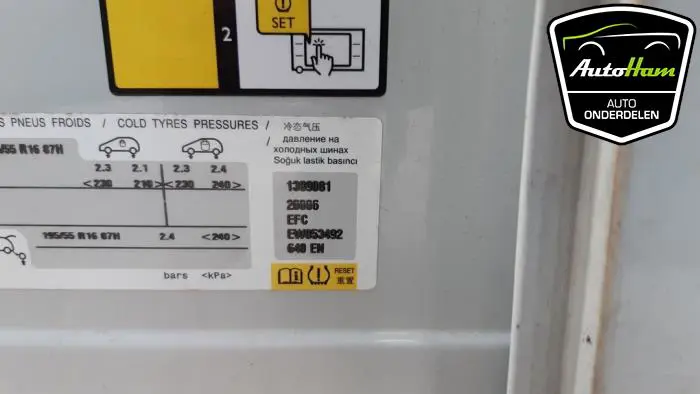 SET
2
AutoHam
AUTO
ONDERDELEN
S PNEUS FROIDS / COLD TYRES PRESSURES / 冷态气压
/ давление на
холодных шинах
Soğuk lastik basıncı
/55 R16 87H
2.3 2.1 2.3 2.4
<230 210> <230 240>
195/55 R16 87H 2.4 <240>
bars <kPa>
1399081
26006
EFC
EW053492
640 EN
RESET
重置